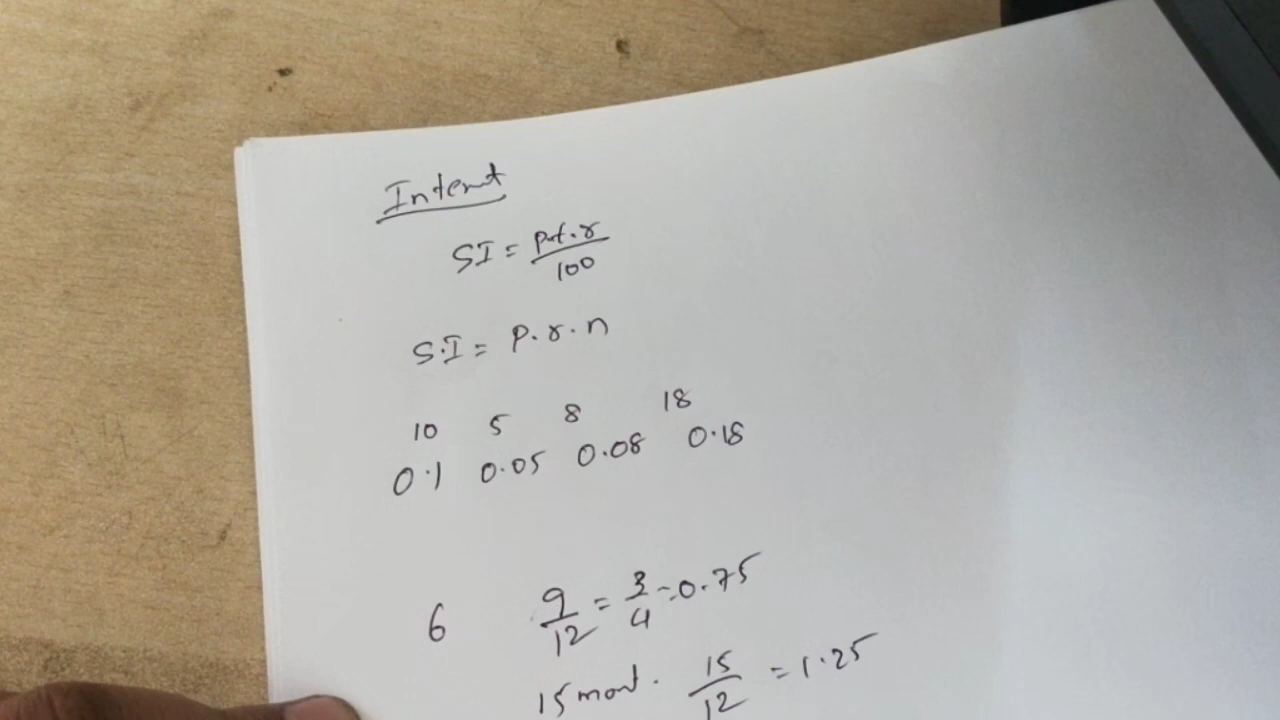 Interest
SI = p.t.r/100
S.I = p.r.n
10 5 8 18
0.1 0.05 0.08 0.18
6 9/12 = 3/4 = 0.75
15 mont. 15/12 = 1.25